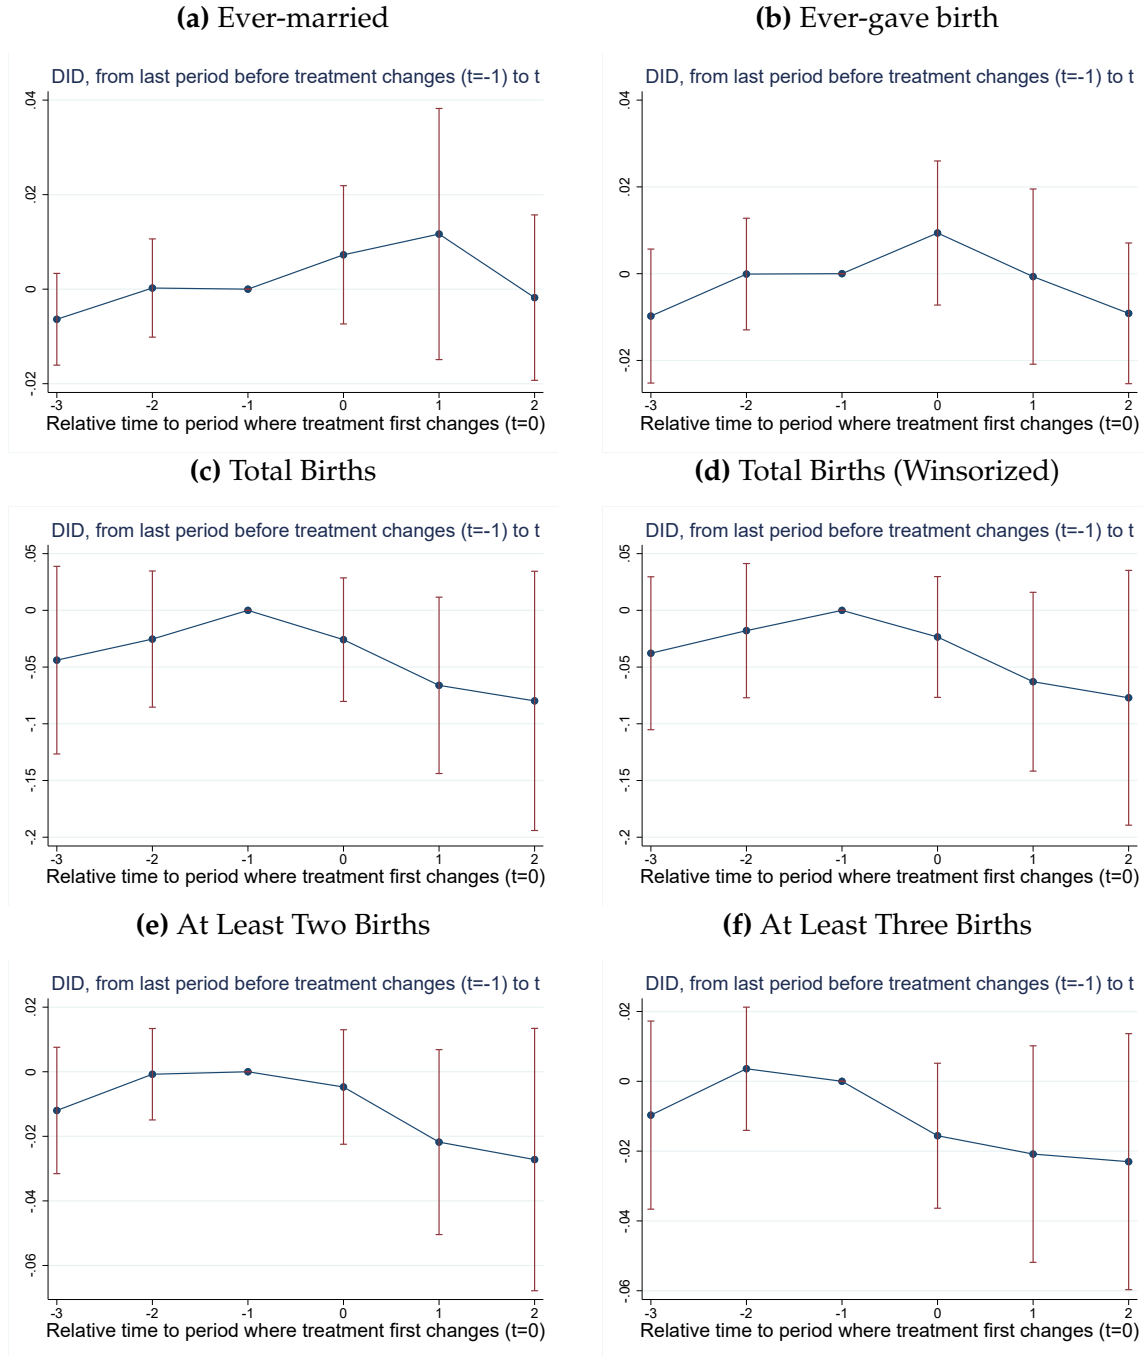 (a) Ever-married
DID, from last period before treatment changes (t=-1) to t
.04
.02
0
-.02
-3 -2 -1 0 1 2
Relative time to period where treatment first changes (t=0)
(b) Ever-gave birth
DID, from last period before treatment changes (t=-1) to t
.04
.02
0
-.02
-3 -2 -1 0 1 2
Relative time to period where treatment first changes (t=0)
(c) Total Births
DID, from last period before treatment changes (t=-1) to t
.05
0
-.05
-.1
-.15
-.2
-3 -2 -1 0 1 2
Relative time to period where treatment first changes (t=0)
(d) Total Births (Winsorized)
DID, from last period before treatment changes (t=-1) to t
.05
0
-.05
-.1
-.15
-.2
-3 -2 -1 0 1 2
Relative time to period where treatment first changes (t=0)
(e) At Least Two Births
DID, from last period before treatment changes (t=-1) to t
.02
0
-.02
-.04
-.06
-3 -2 -1 0 1 2
Relative time to period where treatment first changes (t=0)
(f) At Least Three Births
DID, from last period before treatment changes (t=-1) to t
.02
0
-.02
-.04
-.06
-3 -2 -1 0 1 2
Relative time to period where treatment first changes (t=0)